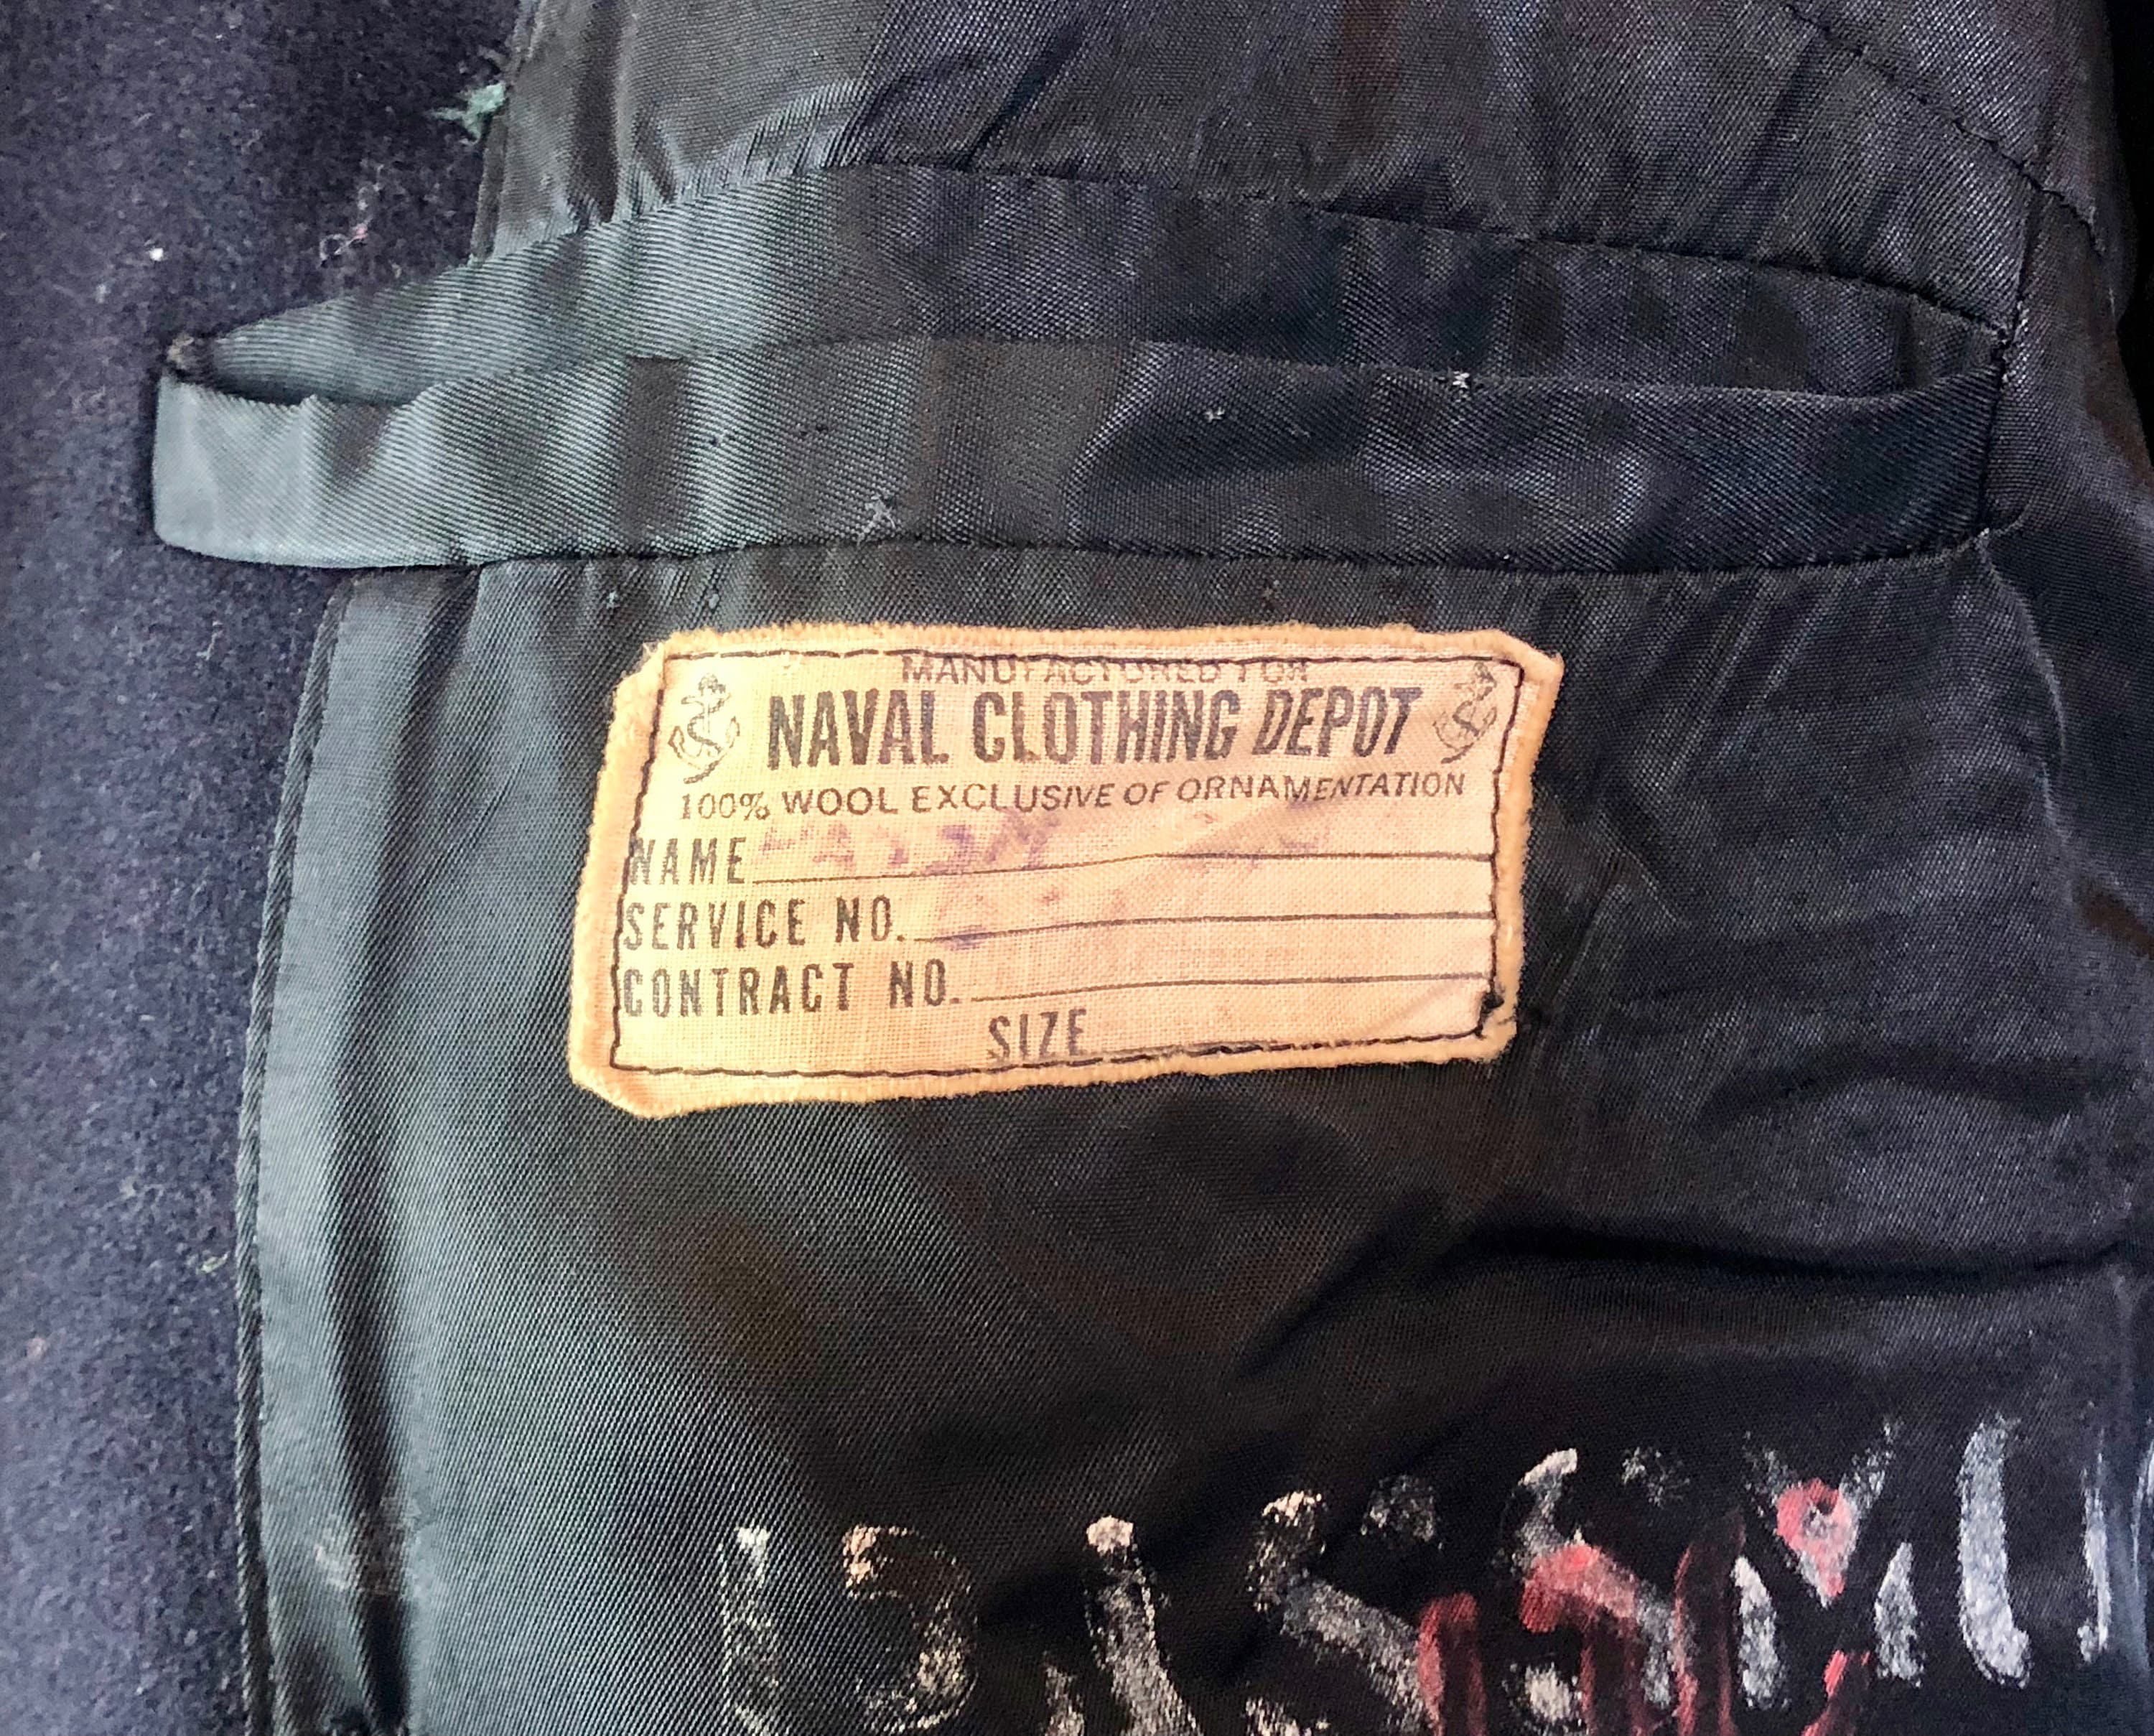 MANUFACTURED FOR
NAVAL CLOTHING DEPOT
100% WOOL EXCLUSIVE OF ORNAMENTATION
NAME
SERVICE NO.
CONTRACT NO.
SIZE